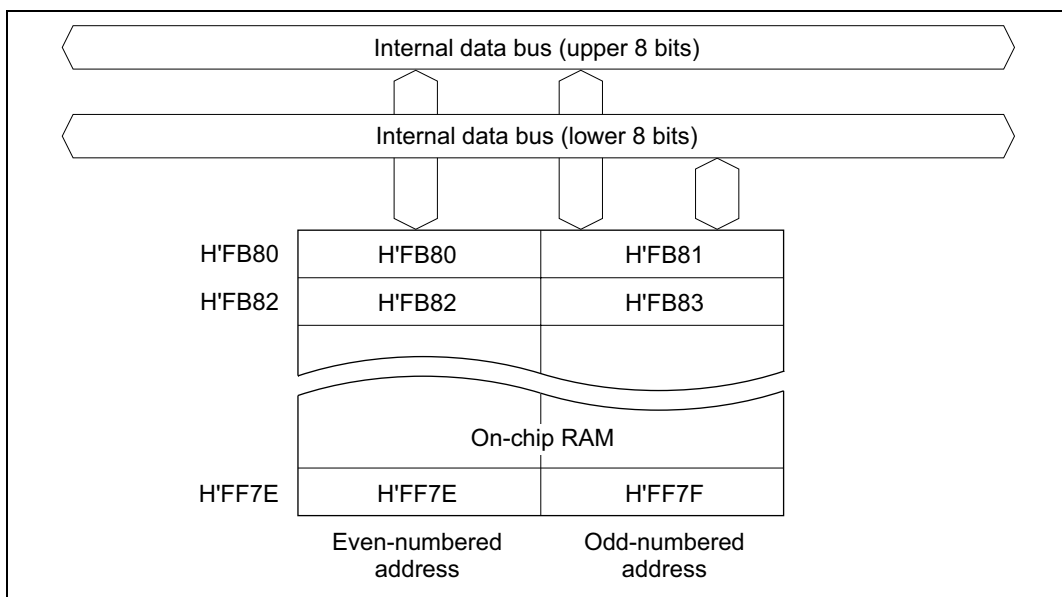 Internal data bus (upper 8 bits)
Internal data bus (lower 8 bits)
H'FB80 H'FB80 H'FB81
H'FB82 H'FB82 H'FB83
On-chip RAM
H'FF7E H'FF7E H'FF7F
Even-numbered Odd-numbered
address address